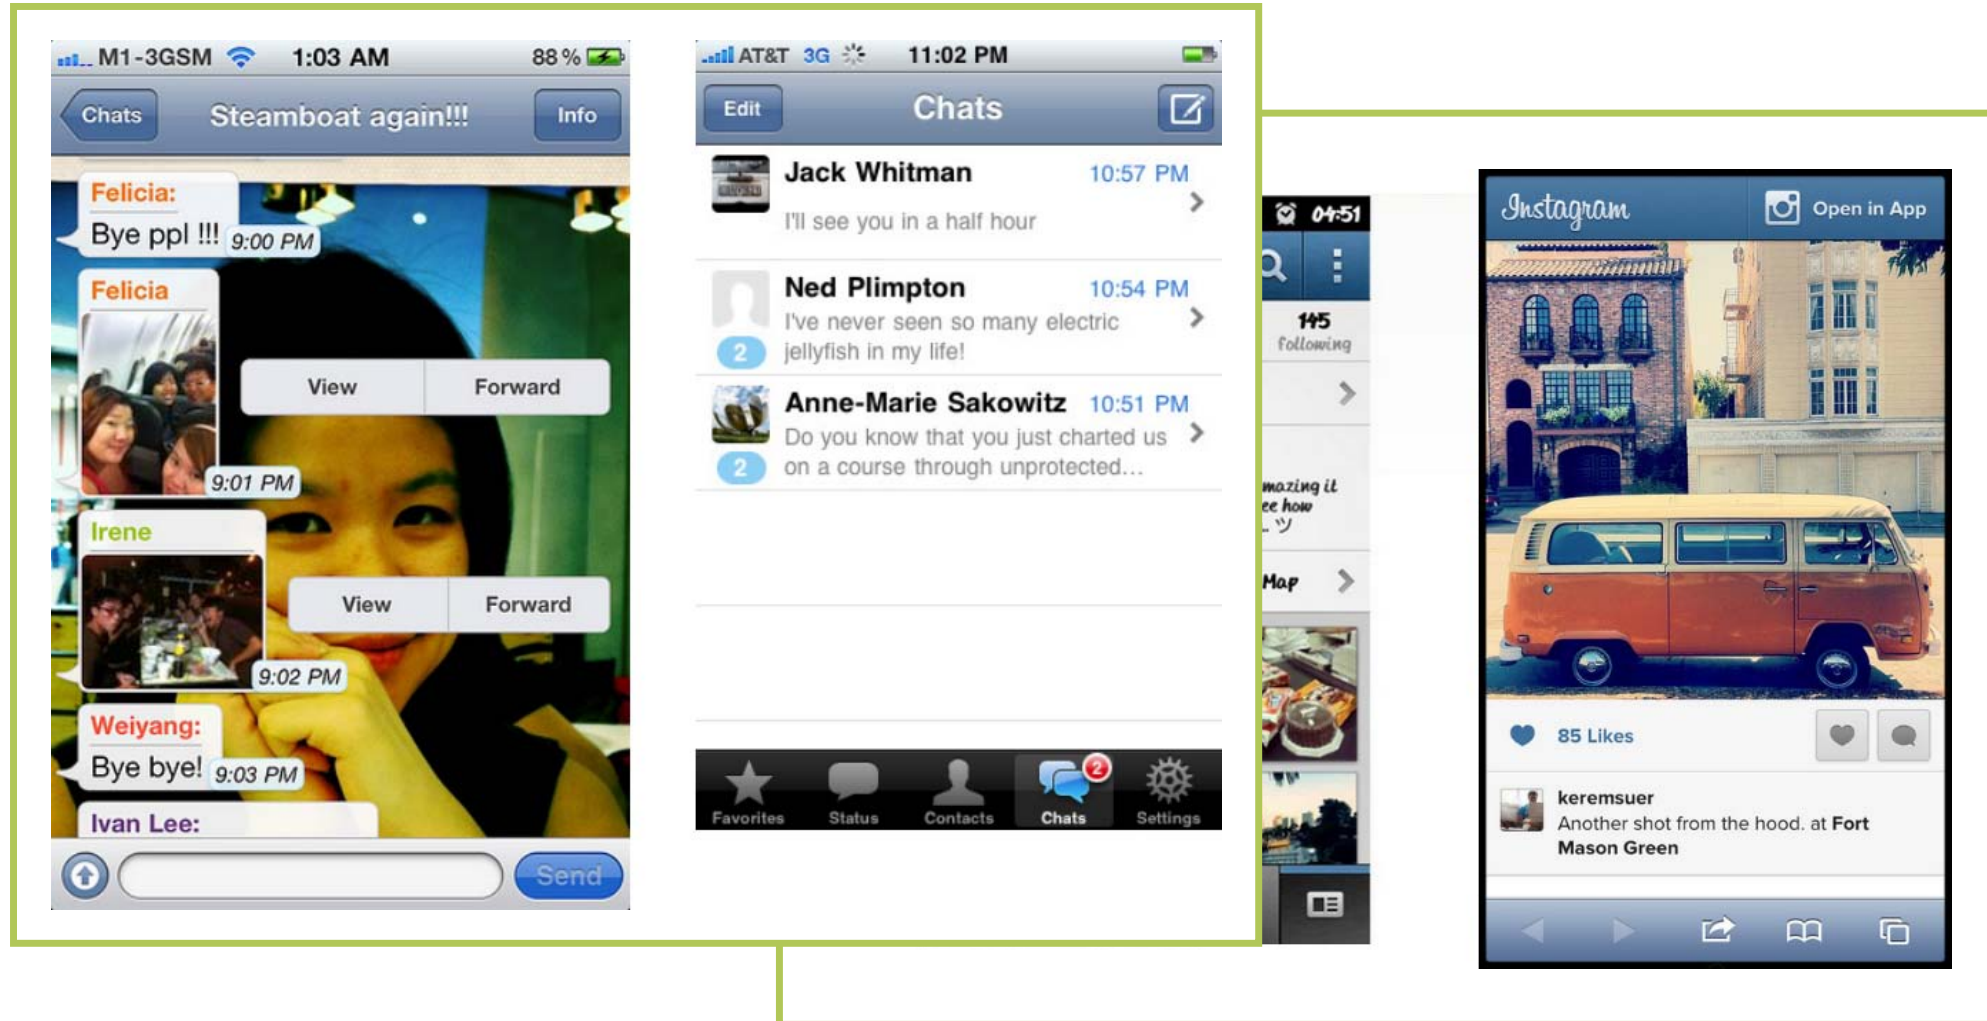 M1-3GSM 1:03 AM 88%
Chats Steamboat again!!! Info
Felicia:
Bye ppl !!! 9:00 PM
Felicia
View Forward
9:01 PM
Irene
View Forward
9:02 PM
Weiyang:
Bye bye! 9:03 PM
Ivan Lee:
Send
AT&T 3G 11:02 PM
Edit Chats
Jack Whitman 10:57 PM
I'll see you in a half hour
Ned Plimpton 10:54 PM
I've never seen so many electric
2 jellyfish in my life!
Anne-Marie Sakowitz 10:51 PM
Do you know that you just charted us
2 on a course through unprotected...
2
Favorites Status Contacts Chats Settings
04:51
145
following
mazing it
ee how
.. ツ
Map
Instagram Open in App
85 Likes
keremsuer
Another shot from the hood. at Fort
Mason Green